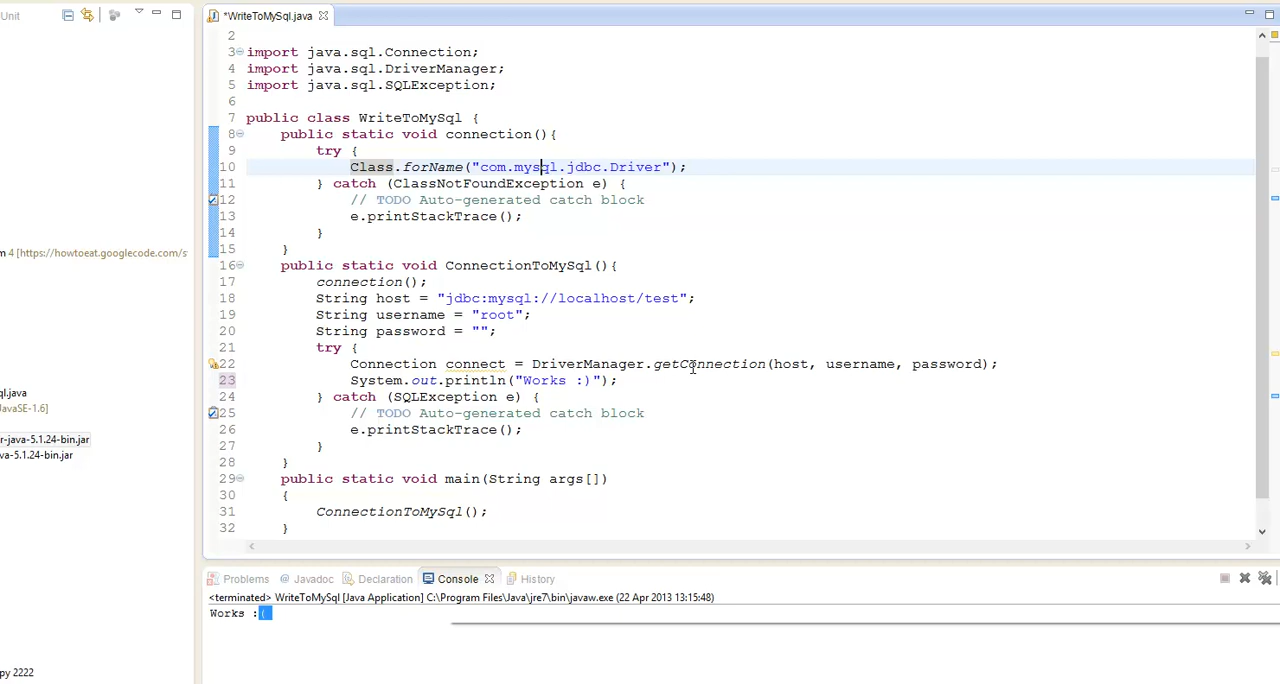 Unit
*WriteToMySql.java
2
3 import java.sql.Connection;
4 import java.sql.DriverManager;
5 import java.sql.SQLException;
6
7 public class WriteToMySql {
8 public static void connection(){
9 try {
10 Class.forName("com.mysql.jdbc.Driver");
11 } catch (ClassNotFoundException e) {
12 // TODO Auto-generated catch block
13 e.printStackTrace();
14 }
15 }
16 public static void ConnectionToMySql(){
17 connection();
18 String host = "jdbc:mysql://localhost/test";
19 String username = "root";
20 String password = "";
21 try {
22 Connection connect = DriverManager.getConnection(host, username, password);
23 System.out.println("Works :)");
24 } catch (SQLException e) {
25 // TODO Auto-generated catch block
26 e.printStackTrace();
27 }
28 }
29 public static void main(String args[])
30 {
31 ConnectionToMySql();
32 }
m 4 [https://howtoeat.googlecode.com/s
ql.java
JavaSE-1.6]
r-java-5.1.24-bin.jar
va-5.1.24-bin.jar
py 2222
Problems @ Javadoc Declaration Console History
<terminated> WriteToMySql [Java Application] C:\Program Files\Java\jre7\bin\javaw.exe (22 Apr 2013 13:15:48)
Works :(